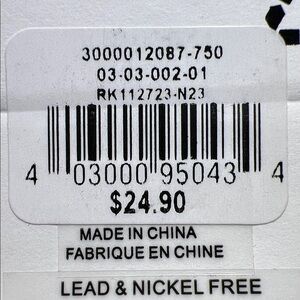 3000012087-750
03-03-002-01
RK112723-N23
4 03000 95043 4
$24.90
MADE IN CHINA
FABRIQUE EN CHINE
LEAD & NICKEL FREE